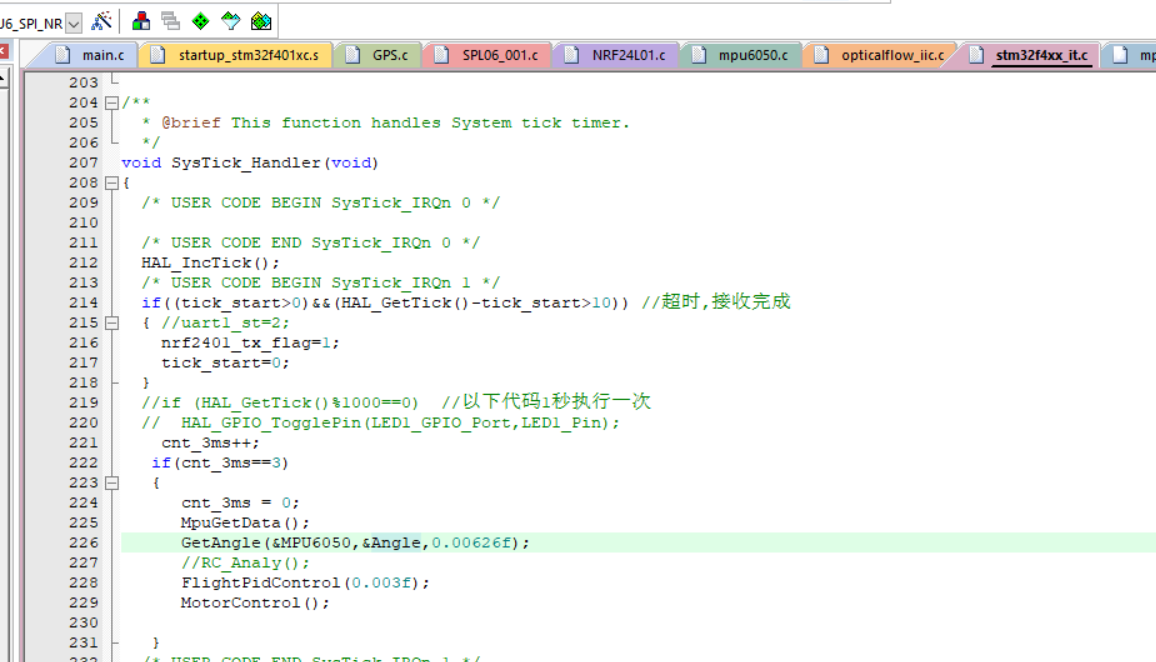 U6_SPI_NR
main.c startup_stm32f401xc.s GPS.c SPL06_001.c NRF24L01.c mpu6050.c opticalflow_iic.c stm32f4xx_it.c mp
203
204 /**
205 * @brief This function handles System tick timer.
206 */
207 void SysTick_Handler(void)
208 {
209 /* USER CODE BEGIN SysTick_IRQn 0 */
210
211 /* USER CODE END SysTick_IRQn 0 */
212 HAL_IncTick();
213 /* USER CODE BEGIN SysTick_IRQn 1 */
214 if((tick_start>0)&&(HAL_GetTick()-tick_start>10)) //超时,接收完成
215 { //uart1_st=2;
216 nrf2401_tx_flag=1;
217 tick_start=0;
218 }
219 //if (HAL_GetTick()%1000==0) //以下代码1秒执行一次
220 // HAL_GPIO_TogglePin(LED1_GPIO_Port,LED1_Pin);
221 cnt_3ms++;
222 if(cnt_3ms==3)
223 {
224 cnt_3ms = 0;
225 MpuGetData();
226 GetAngle(&MPU6050,&Angle,0.00626f);
227 //RC_Analy();
228 FlightPidControl(0.003f);
229 MotorControl();
230
231 }
232 /* USER CODE END SysTick_IRQn 1 */